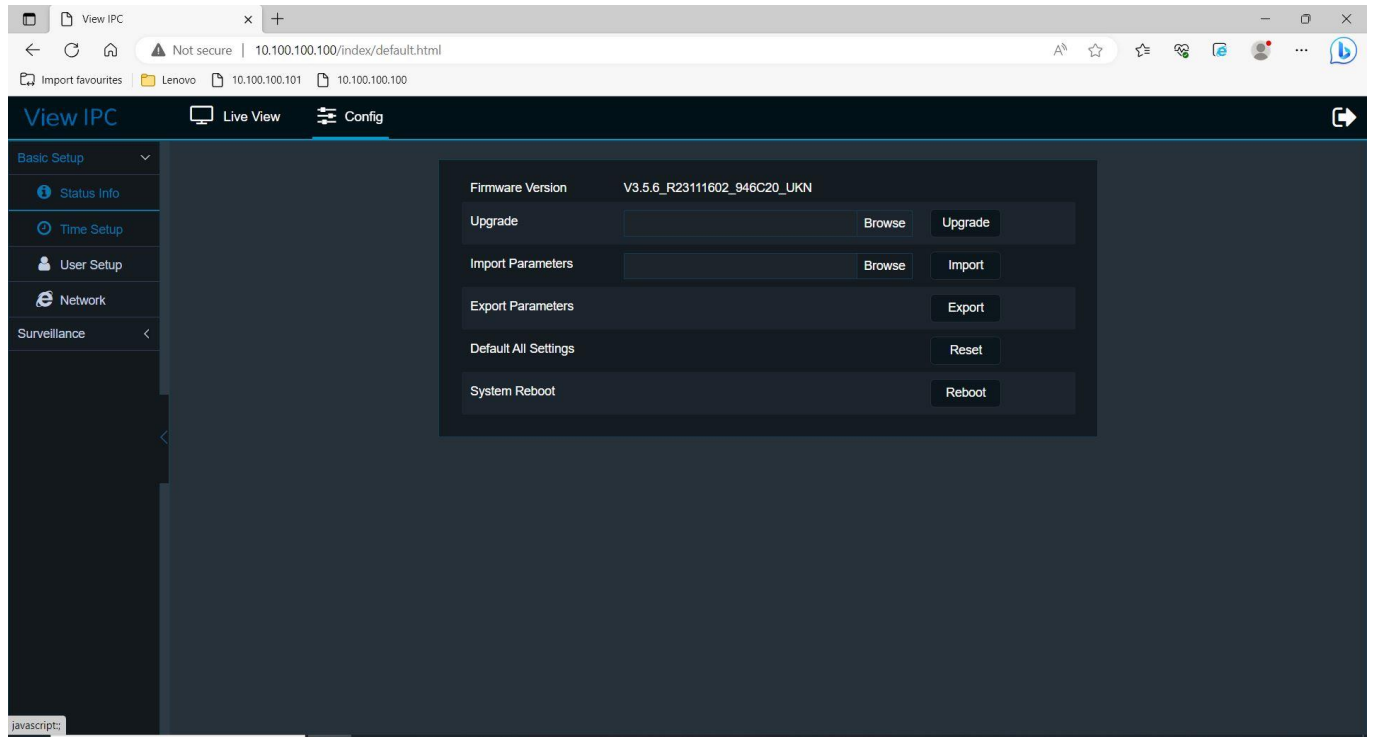 View IPC
Not secure | 10.100.100.100/index/default.html
Import favourites Lenovo 10.100.100.101 10.100.100.100
View IPC Live View Config
Basic Setup
Status Info
Time Setup
User Setup
Network
Surveillance
Firmware Version V3.5.6_R23111602_946C20_UKN
Upgrade Browse Upgrade
Import Parameters Browse Import
Export Parameters Export
Default All Settings Reset
System Reboot Reboot
javascript:;